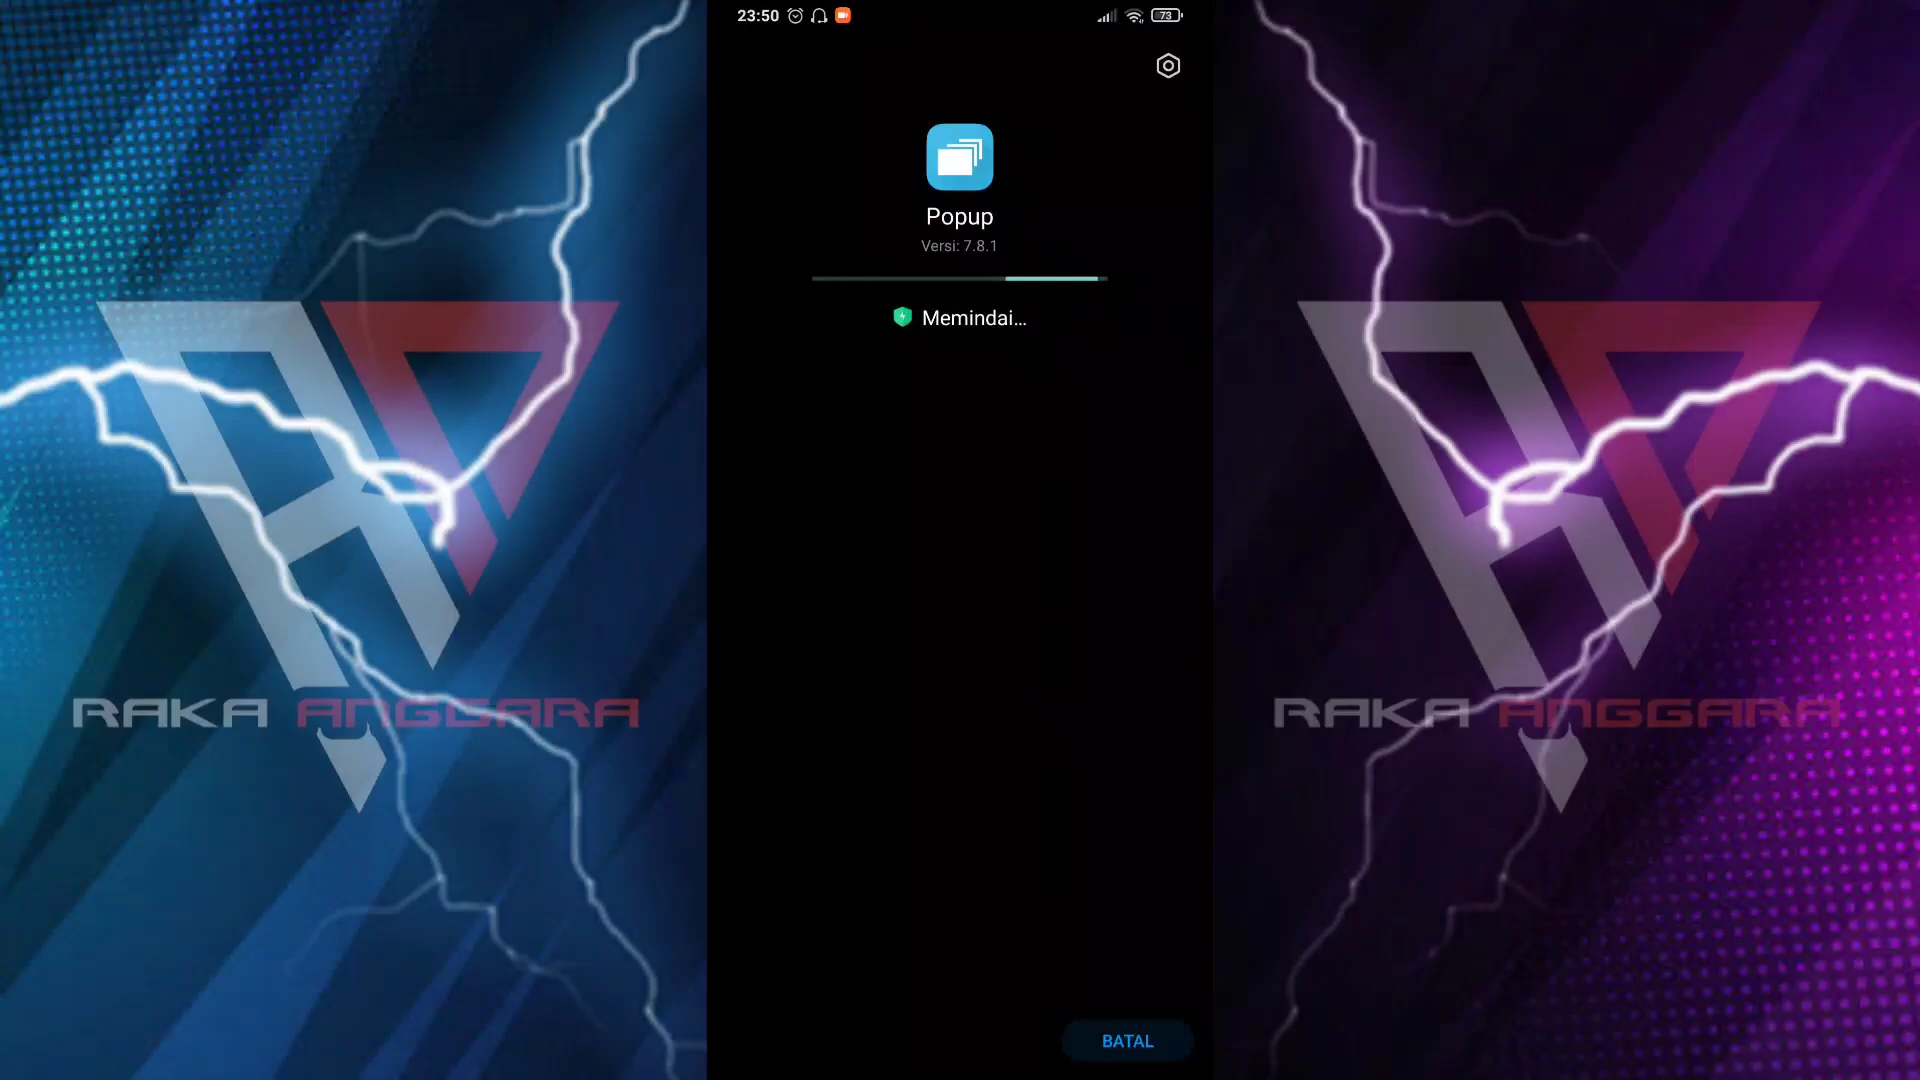 23:50
73
Popup
Versi: 7.8.1
Memindai...
RAKA ANGGARA
RAKA ANGGARA
BATAL